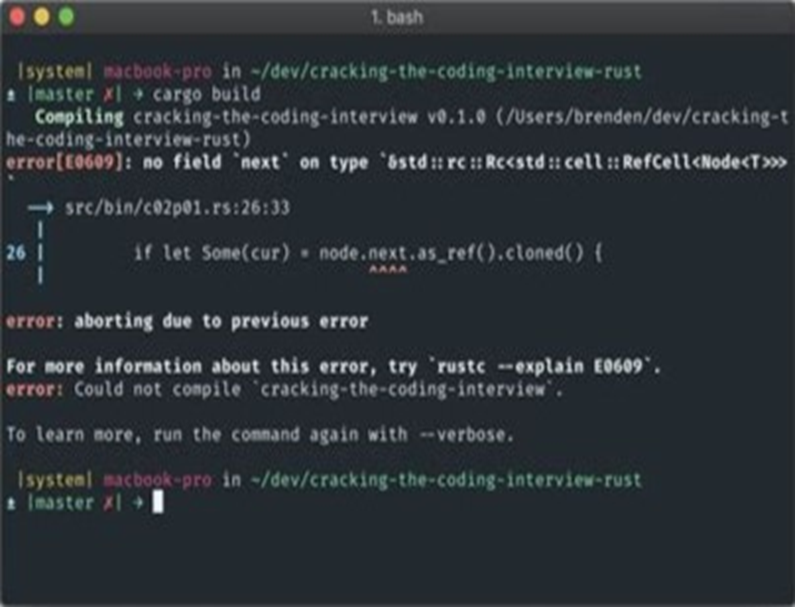 1. bash
|system| macbook-pro in ~/dev/cracking-the-coding-interview-rust
± |master ✗| → cargo build
   Compiling cracking-the-coding-interview v0.1.0 (/Users/brenden/dev/cracking-t
he-coding-interview-rust)
error[E0609]: no field `next` on type `&std::rc::Rc<std::cell::RefCell<Node<T>>>
`
  --> src/bin/c02p01.rs:26:33
   |
26 |         if let Some(cur) = node.next.as_ref().cloned() {
   |                                 ^^^^
error: aborting due to previous error
For more information about this error, try `rustc --explain E0609`.
error: Could not compile `cracking-the-coding-interview`.
To learn more, run the command again with --verbose.
|system| macbook-pro in ~/dev/cracking-the-coding-interview-rust
± |master ✗| →